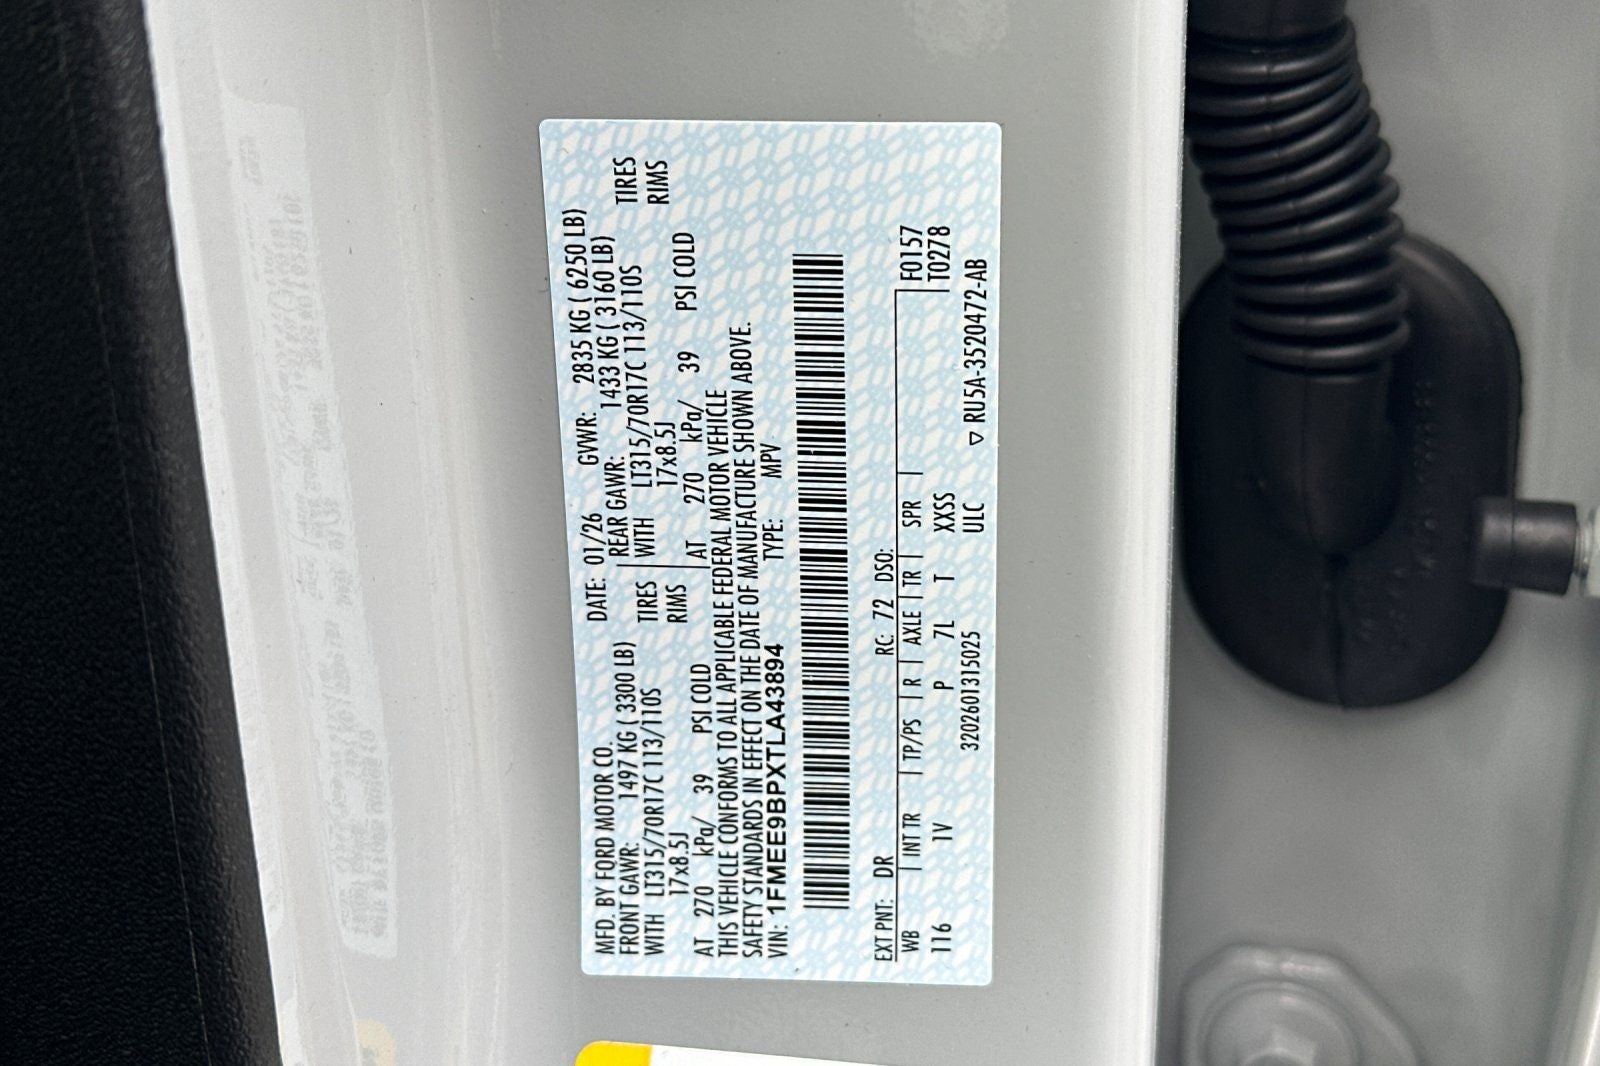 MFD. BY FORD MOTOR CO. DATE: 01/26 GVWR: 2835 KG ( 6250 LB)
FRONT GAWR: 1497 KG ( 3300 LB) REAR GAWR: 1433 KG ( 3160 LB)
WITH LT315/70R17C 113/110S TIRES WITH LT315/70R17C 113/110S TIRES
17x8.5J RIMS 17x8.5J RIMS
AT 270 kPa/ 39 PSI COLD AT 270 kPa/ 39 PSI COLD
THIS VEHICLE CONFORMS TO ALL APPLICABLE FEDERAL MOTOR VEHICLE
SAFETY STANDARDS IN EFFECT ON THE DATE OF MANUFACTURE SHOWN ABOVE.
VIN: 1FMEE9BPXTLA43894 TYPE: MPV
EXT PNT: DR RC: 72 DSO: F0157
WB INT TR TP/PS R AXLE TR SPR T0278
116 1V P 7L T XXSS
3202601315025 ULC ▽ RU5A-3520472-AB